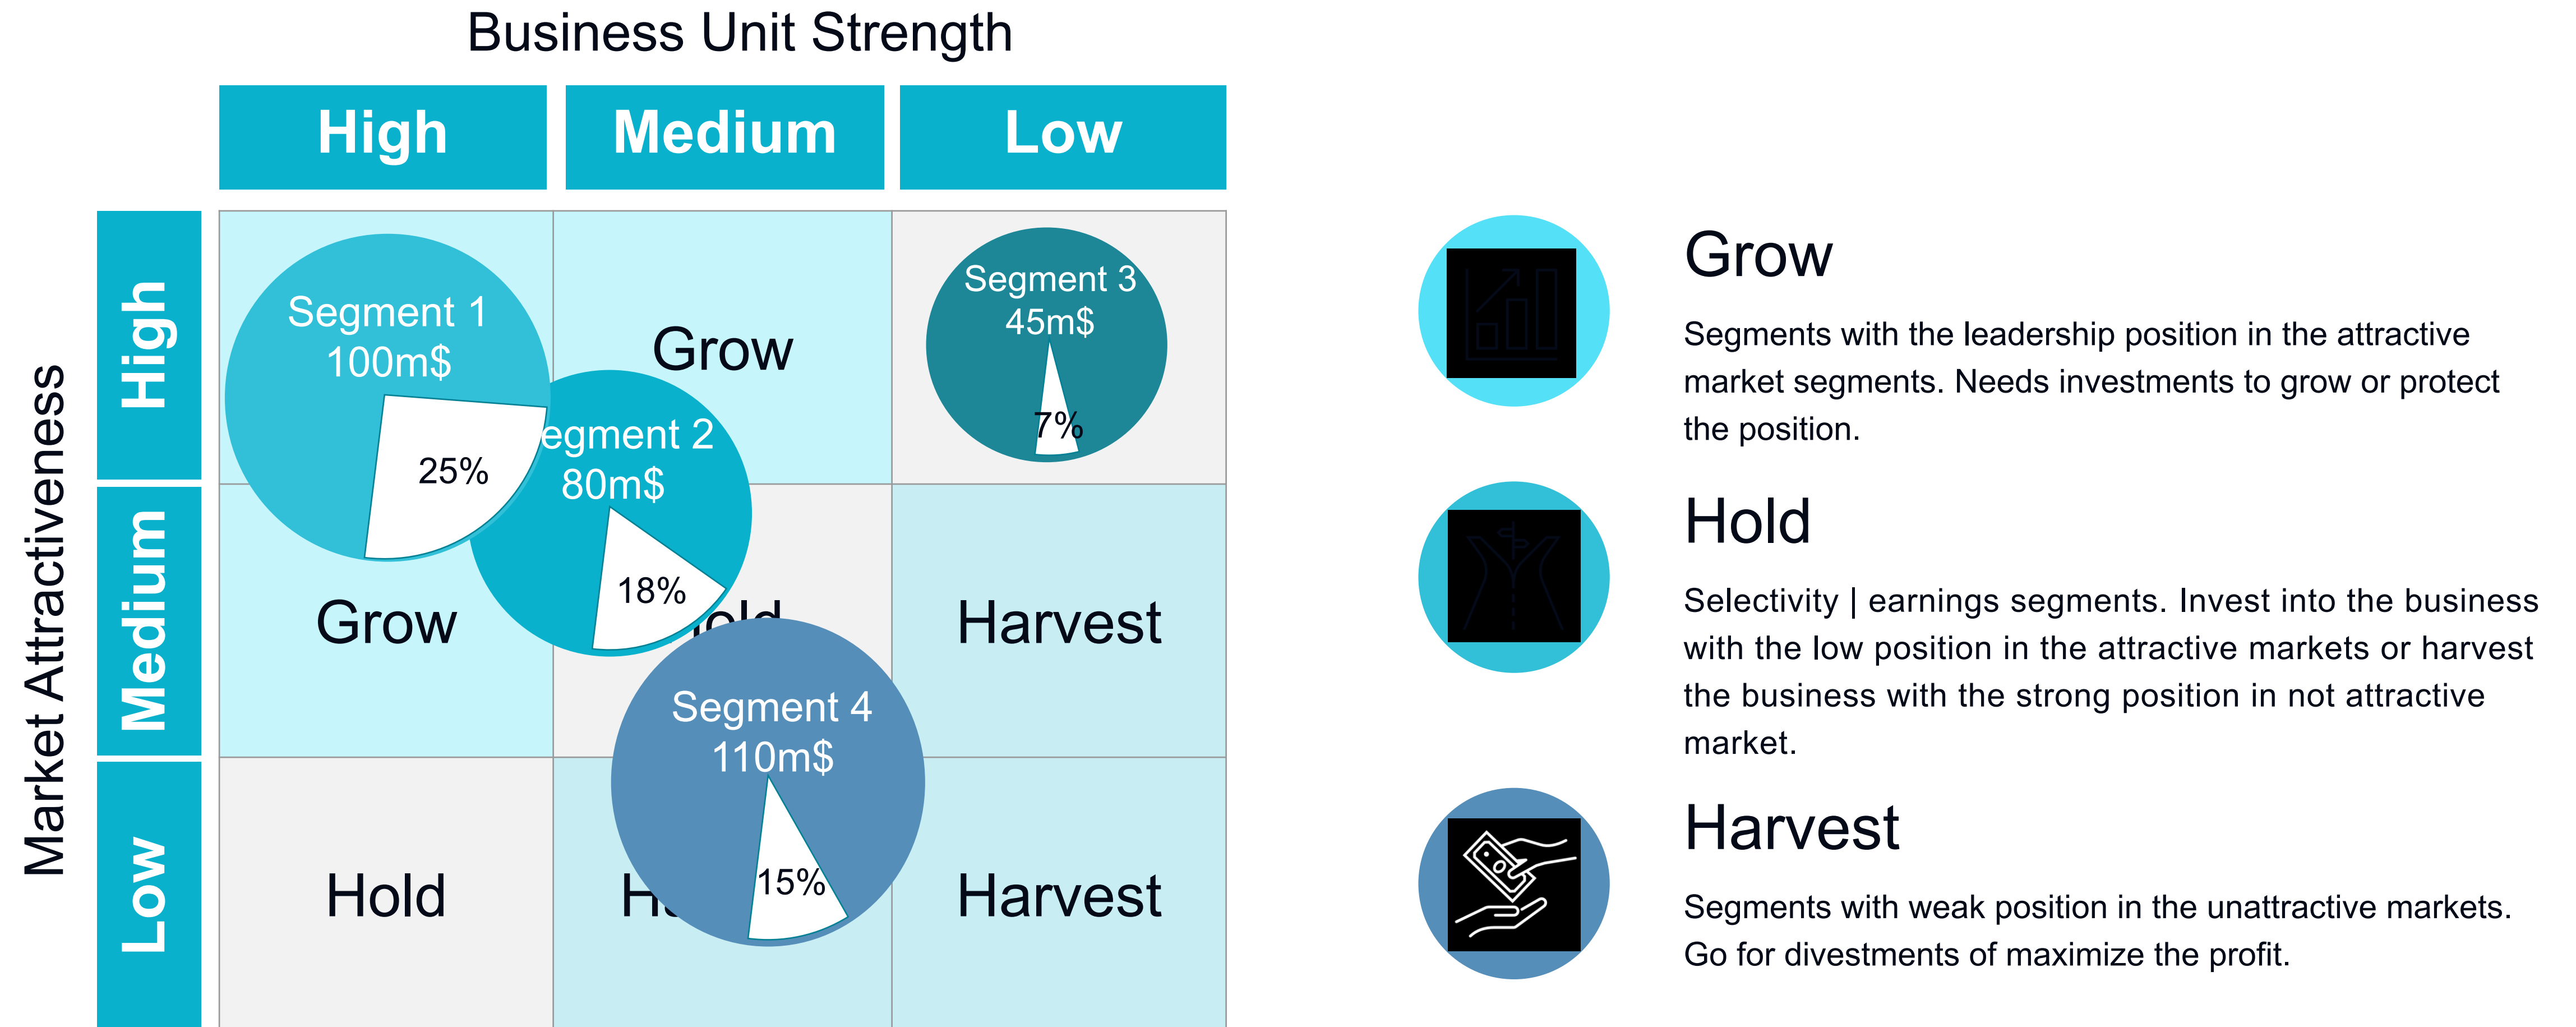 Business Unit Strength
High
Medium
Low
Market Attractiveness
High
Medium
Low
Segment 1
100m$
25%
Grow
Segment 3
45m$
7%
egment 2
80m$
18%
Grow
Harvest
Segment 4
110m$
15%
Hold
Harvest
Grow
Segments with the leadership position in the attractive
market segments. Needs investments to grow or protect
the position.
Hold
Selectivity | earnings segments. Invest into the business
with the low position in the attractive markets or harvest
the business with the strong position in not attractive
market.
Harvest
Segments with weak position in the unattractive markets.
Go for divestments of maximize the profit.